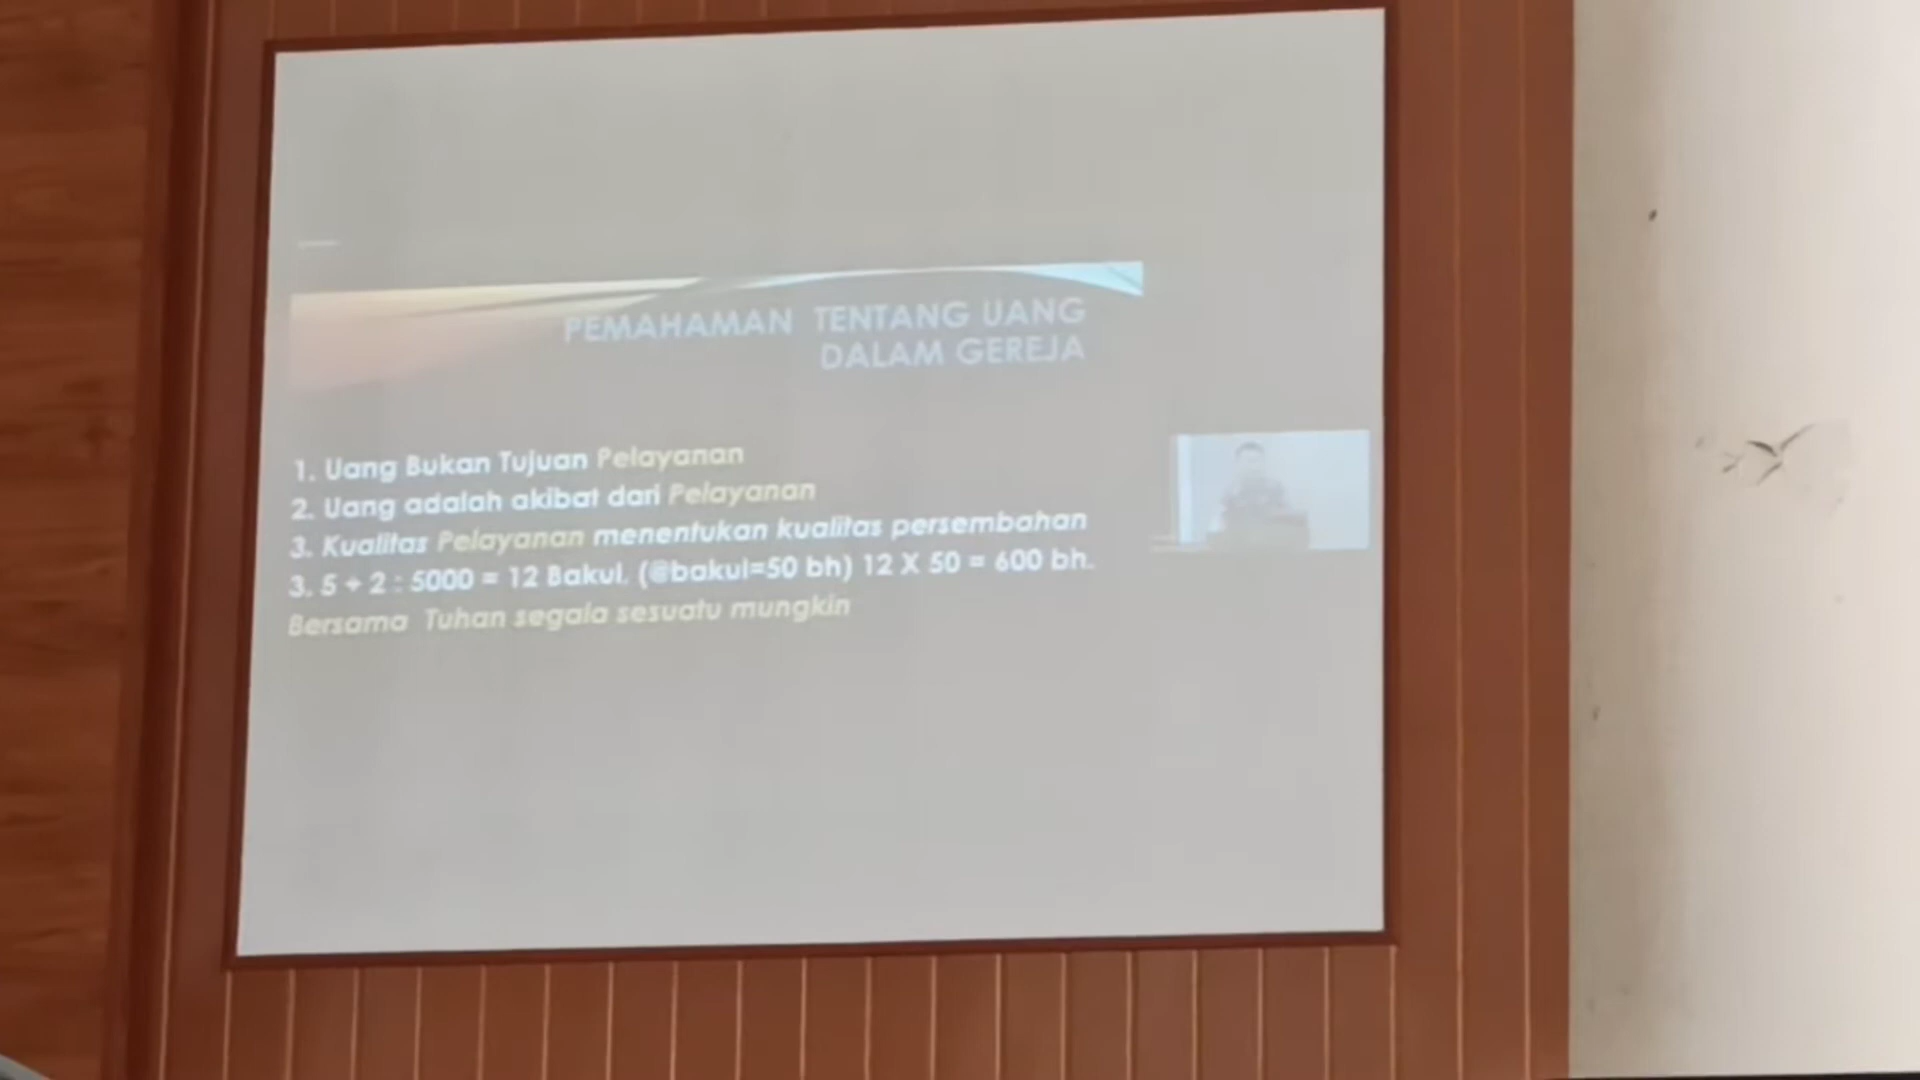 PEMAHAMAN TENTANG UANG
DALAM GEREJA
1. Uang Bukan Tujuan Pelayanan
2. Uang adalah akibat dari Pelayanan
3. Kualitas Pelayanan menentukan kualitas persembahan
3. 5 + 2 : 5000 = 12 Bakul. (@bakul=50 bh) 12 X 50 = 600 bh.
Bersama Tuhan segala sesuatu mungkin